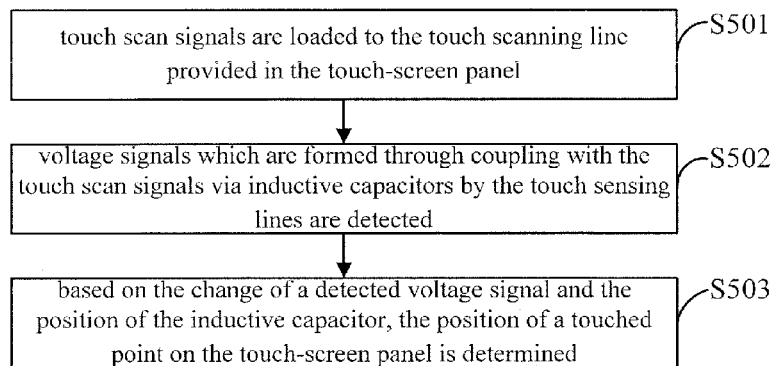 touch scan signals are loaded to the touch scanning line
provided in the touch-screen panel
S501
voltage signals which are formed through coupling with the
touch scan signals via inductive capacitors by the touch sensing
lines are detected
S502
based on the change of a detected voltage signal and the
position of the inductive capacitor, the position of a touched
point on the touch-screen panel is determined
S503